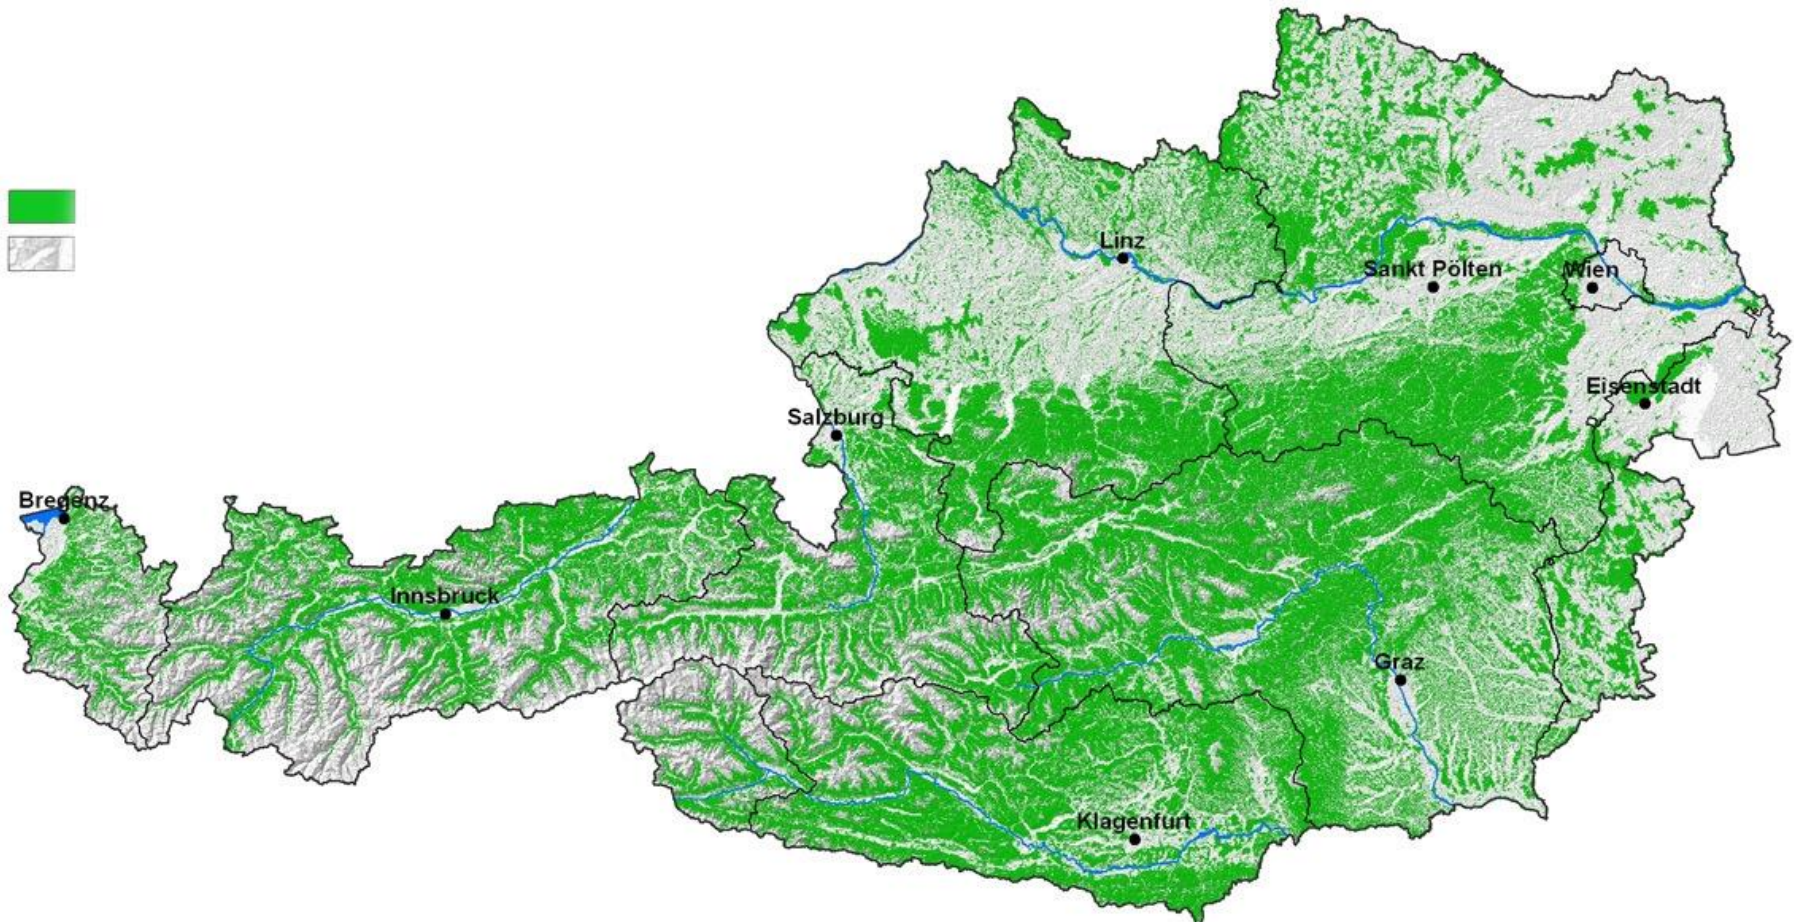 Linz
Sankt Pölten
Wien
Eisenstadt
Salzburg
Bregenz
Innsbruck
Graz
Klagenfurt